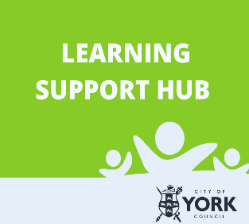 LEARNING
SUPPORT HUB
CITY OF
YORK
COUNCIL